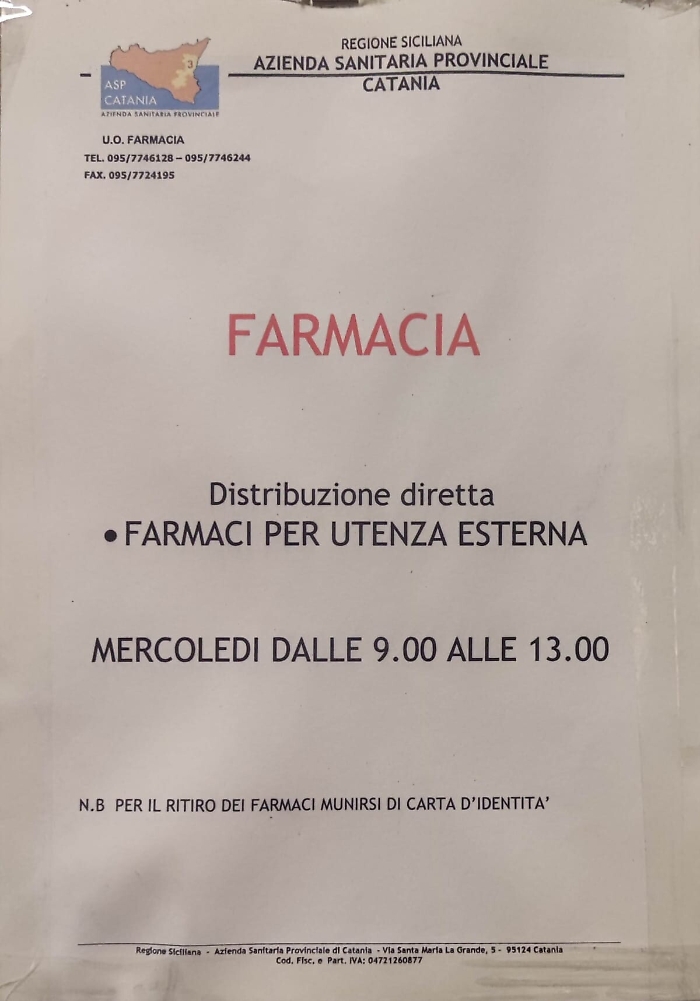 3
ASP
CATANIA
AZIENDA SANITARIA PROVINCIALE
REGIONE SICILIANA
AZIENDA SANITARIA PROVINCIALE
CATANIA
U.O. FARMACIA
TEL. 095/7746128 – 095/7746244
FAX. 095/7724195
FARMACIA
Distribuzione diretta
• FARMACI PER UTENZA ESTERNA
MERCOLEDI DALLE 9.00 ALLE 13.00
N.B PER IL RITIRO DEI FARMACI MUNIRSI DI CARTA D'IDENTITA'
Regione Siciliana - Azienda Sanitaria Provinciale di Catania - Via Santa Maria La Grande, 5 - 95124 Catania
Cod. Fisc. e Part. IVA: 04721260877